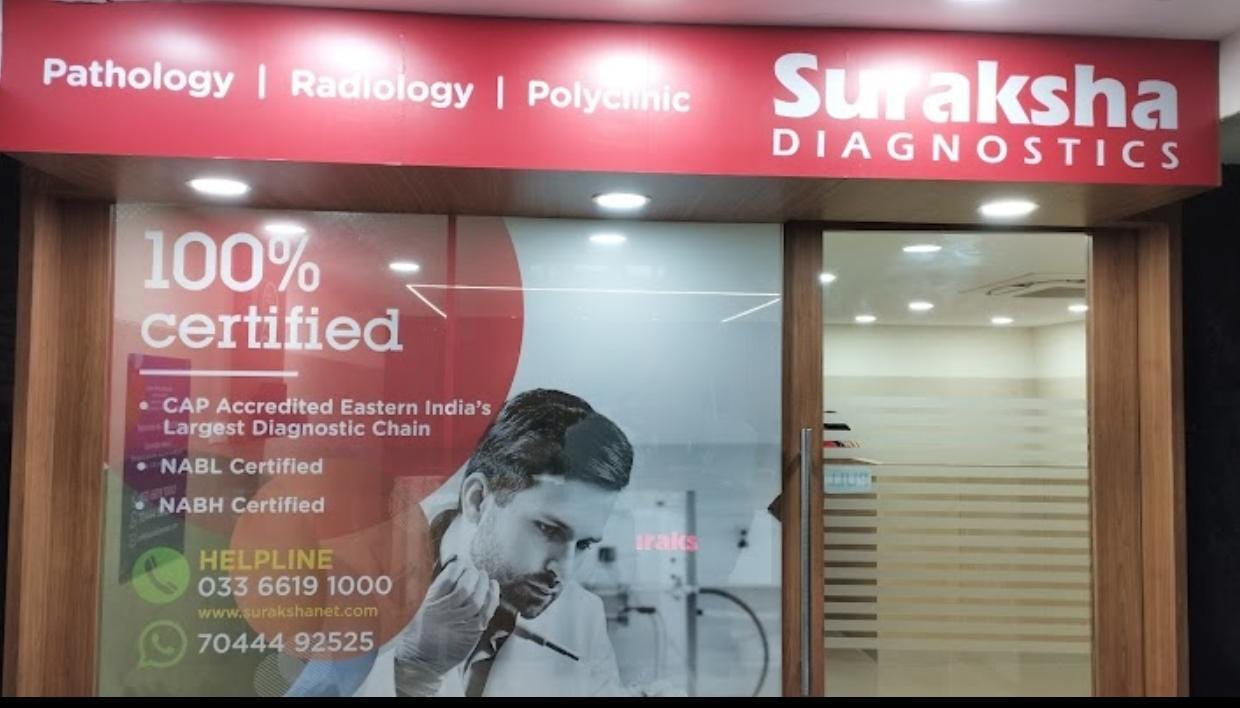 Pathology | Radiology | Polyclinic
Suraksha
DIAGNOSTICS
100%
certified
• CAP Accredited Eastern India's
Largest Diagnostic Chain
• NABL Certified
• NABH Certified
HELPLINE
033 6619 1000
www.surakshanet.com
70444 92525